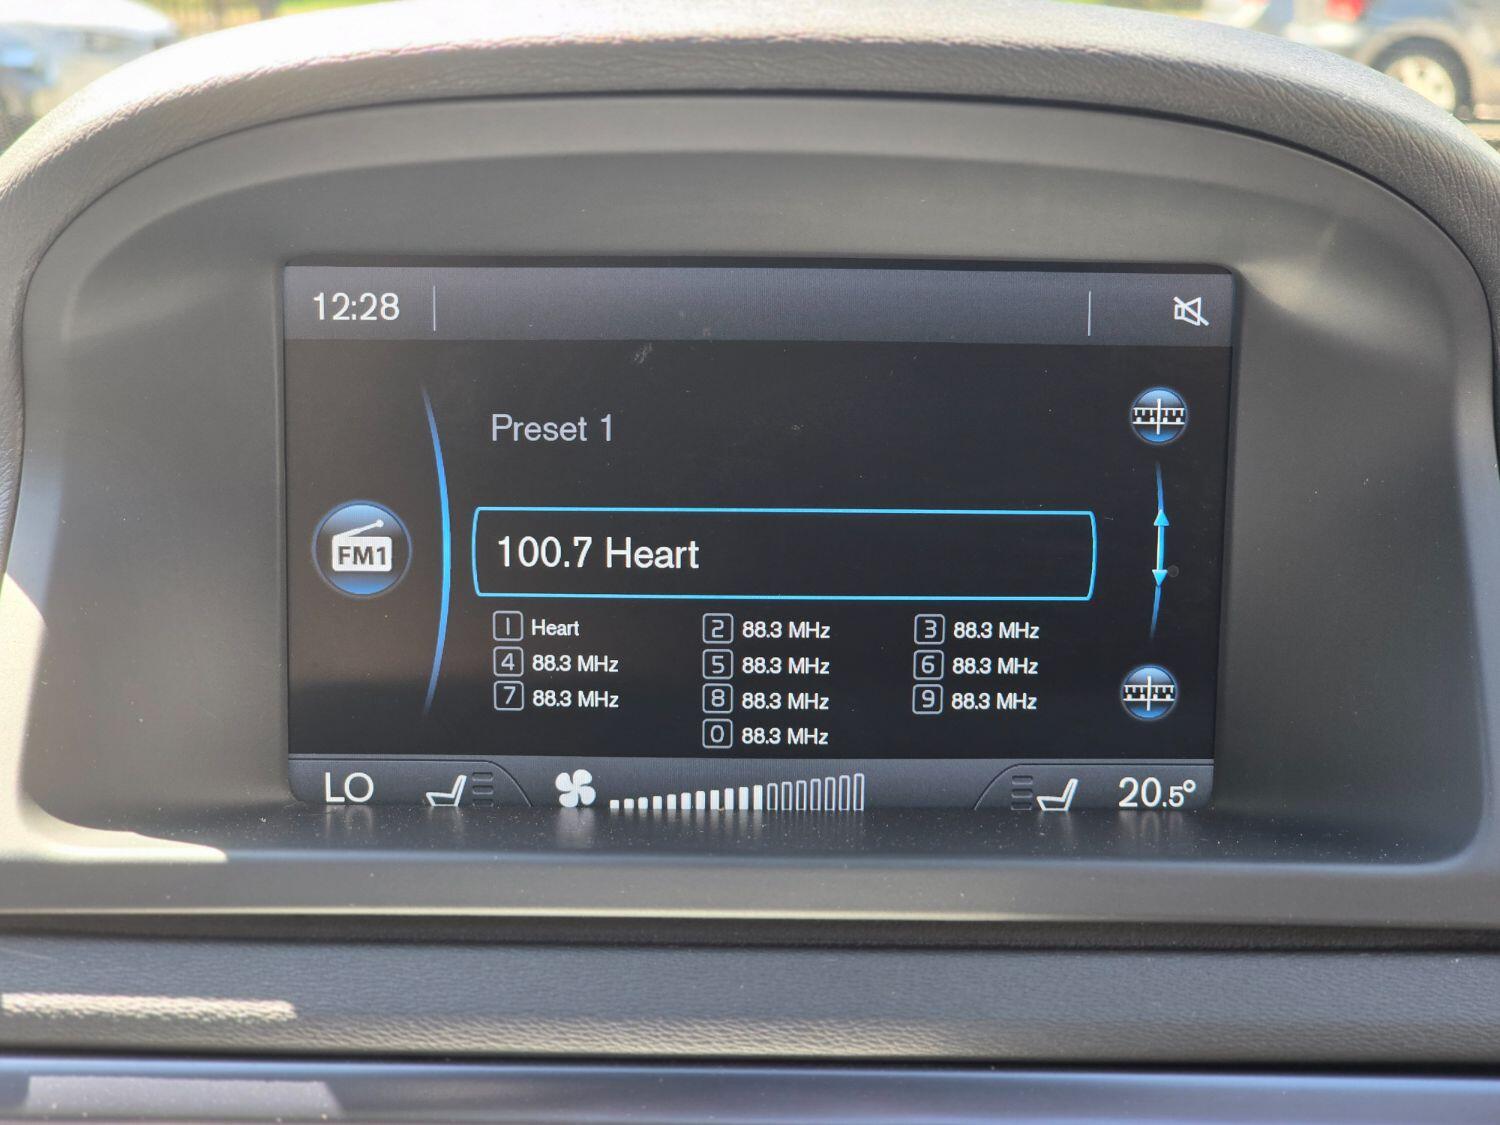 12:28
Preset 1
FM1
100.7 Heart
1 Heart 2 88.3 MHz 3 88.3 MHz
4 88.3 MHz 5 88.3 MHz 6 88.3 MHz
7 88.3 MHz 8 88.3 MHz 9 88.3 MHz
0 88.3 MHz
LO 20.5°